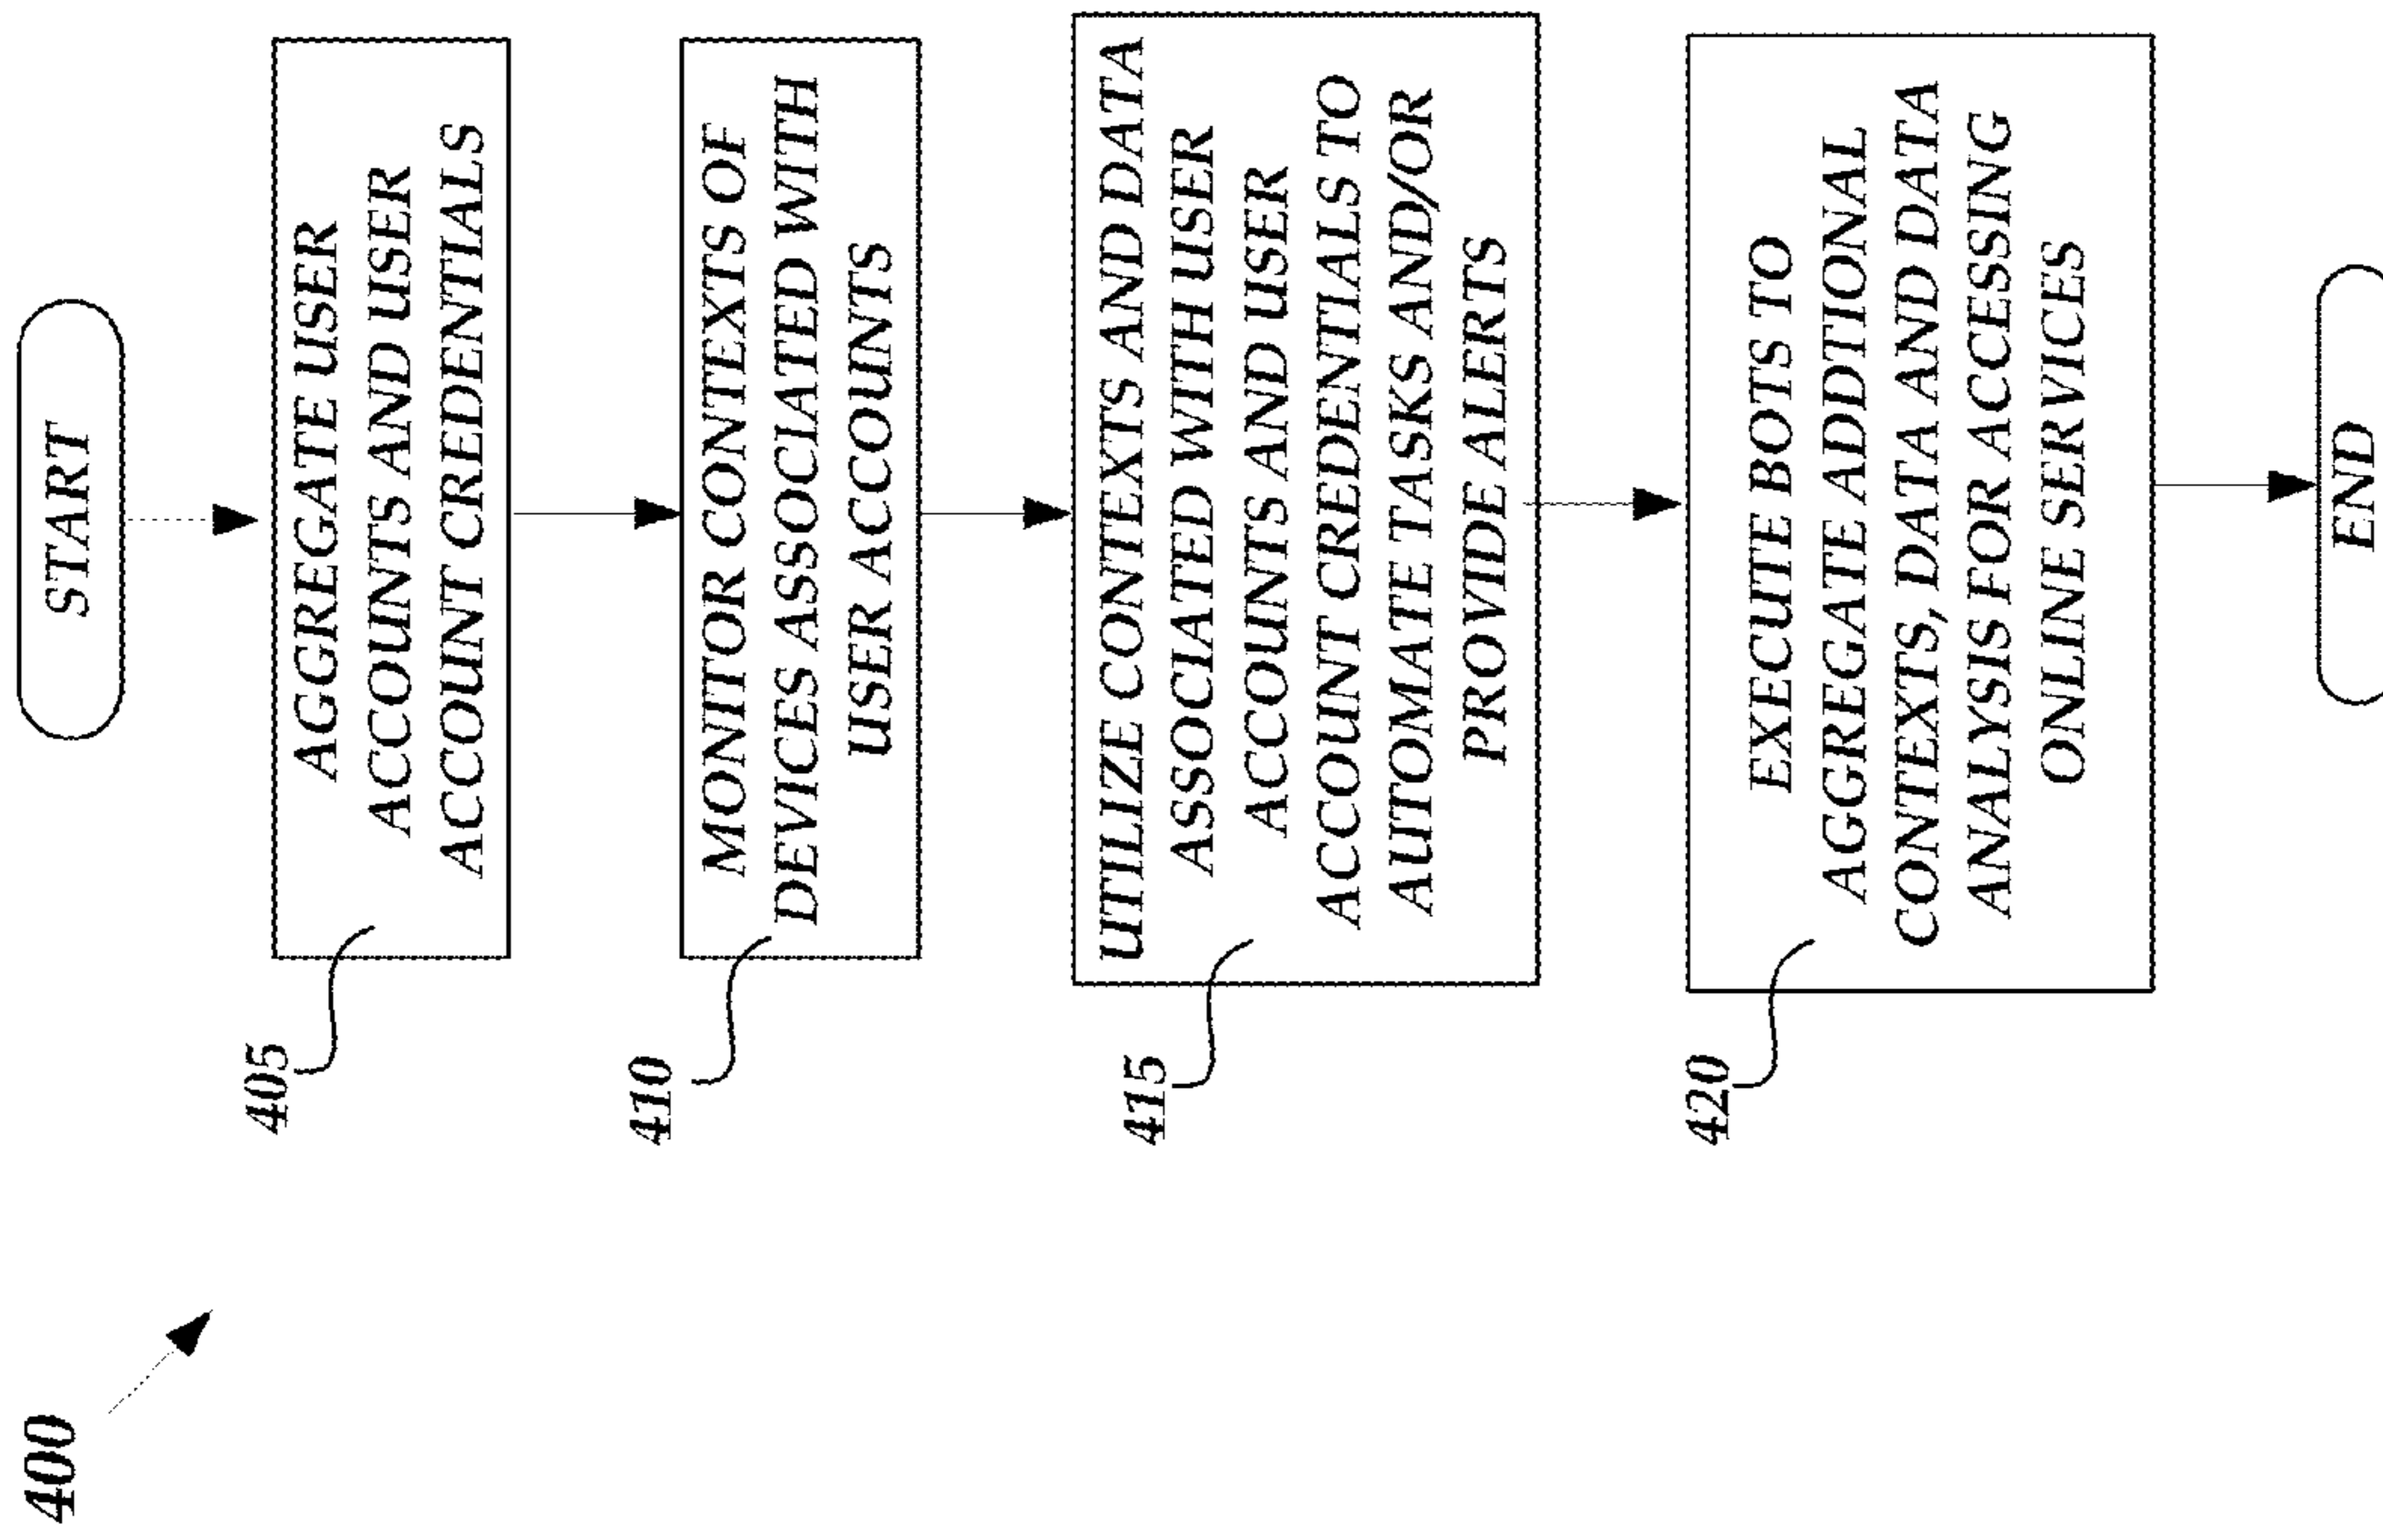 400
START
405
AGGREGATE USER
ACCOUNTS AND USER
ACCOUNT CREDENTIALS
410
MONITOR CONTEXTS OF
DEVICES ASSOCIATED WITH
USER ACCOUNTS
415
UTILIZE CONTEXTS AND DATA
ASSOCIATED WITH USER
ACCOUNTS AND USER
ACCOUNT CREDENTIALS TO
AUTOMATE TASKS AND/OR
PROVIDE ALERTS
420
EXECUTE BOTS TO
AGGREGATE ADDTIONAL
CONTEXTS, DATA AND DATA
ANALYSIS FOR ACCESSING
ONLINE SERVICES
END